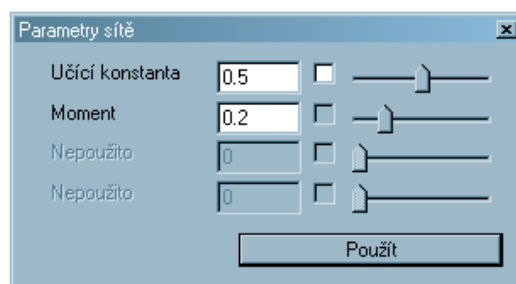 Parametry sítě
Učící konstanta 0.5
Moment 0.2
Nepoužito 0
Nepoužito 0
Použít